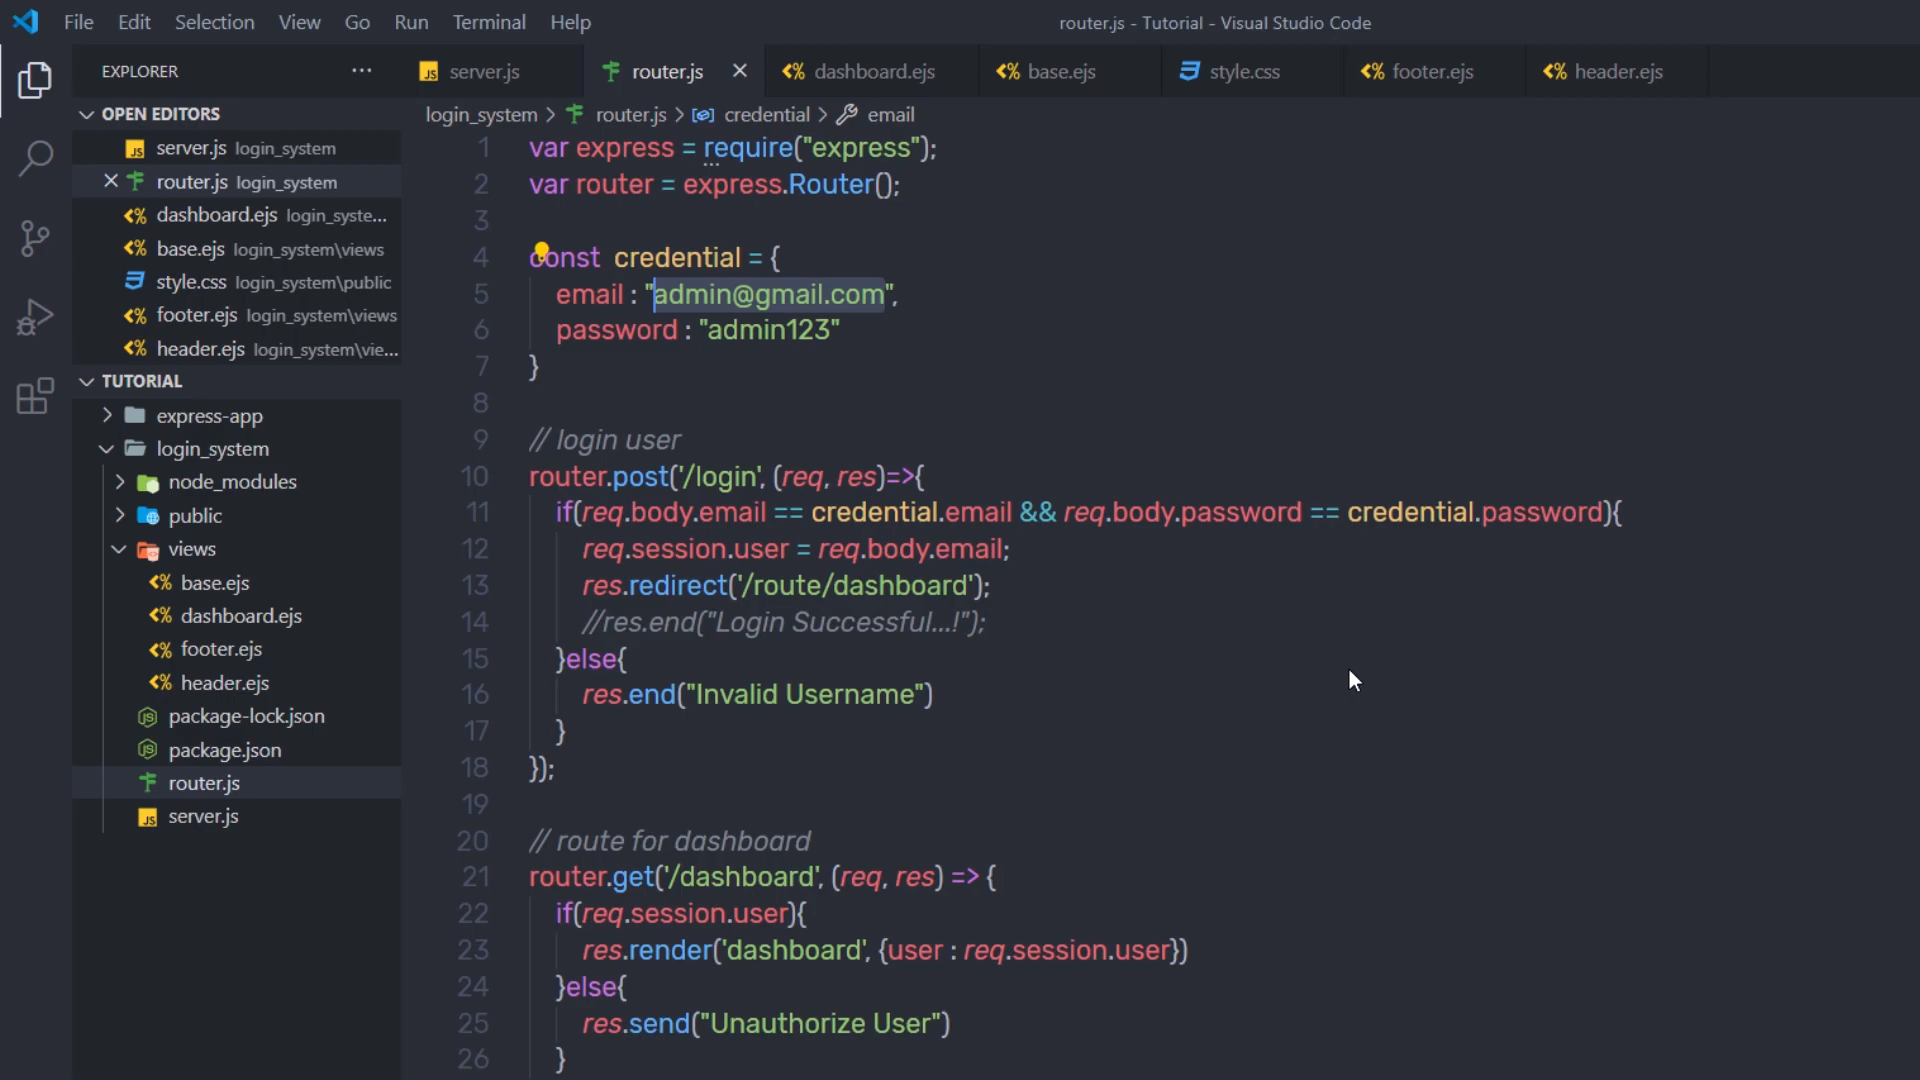 File Edit Selection View Go Run Terminal Help
router.js - Tutorial - Visual Studio Code
EXPLORER ···
server.js router.js dashboard.ejs base.ejs style.css footer.ejs header.ejs
OPEN EDITORS
server.js login_system
router.js login_system
dashboard.ejs login_syste...
base.ejs login_system\views
style.css login_system\public
footer.ejs login_system\views
header.ejs login_system\vie...
TUTORIAL
express-app
login_system
node_modules
public
views
base.ejs
dashboard.ejs
footer.ejs
header.ejs
package-lock.json
package.json
router.js
server.js
login_system > router.js > credential > email
1 var express = require("express");
2 var router = express.Router();
3
4 const credential = {
5 email : "admin@gmail.com",
6 password : "admin123"
7 }
8
9 // login user
10 router.post('/login', (req, res)=>{
11 if(req.body.email == credential.email && req.body.password == credential.password){
12 req.session.user = req.body.email;
13 res.redirect('/route/dashboard');
14 //res.end("Login Successful...!");
15 }else{
16 res.end("Invalid Username")
17 }
18 });
19
20 // route for dashboard
21 router.get('/dashboard', (req, res) => {
22 if(req.session.user){
23 res.render('dashboard', {user : req.session.user})
24 }else{
25 res.send("Unauthorize User")
26 }